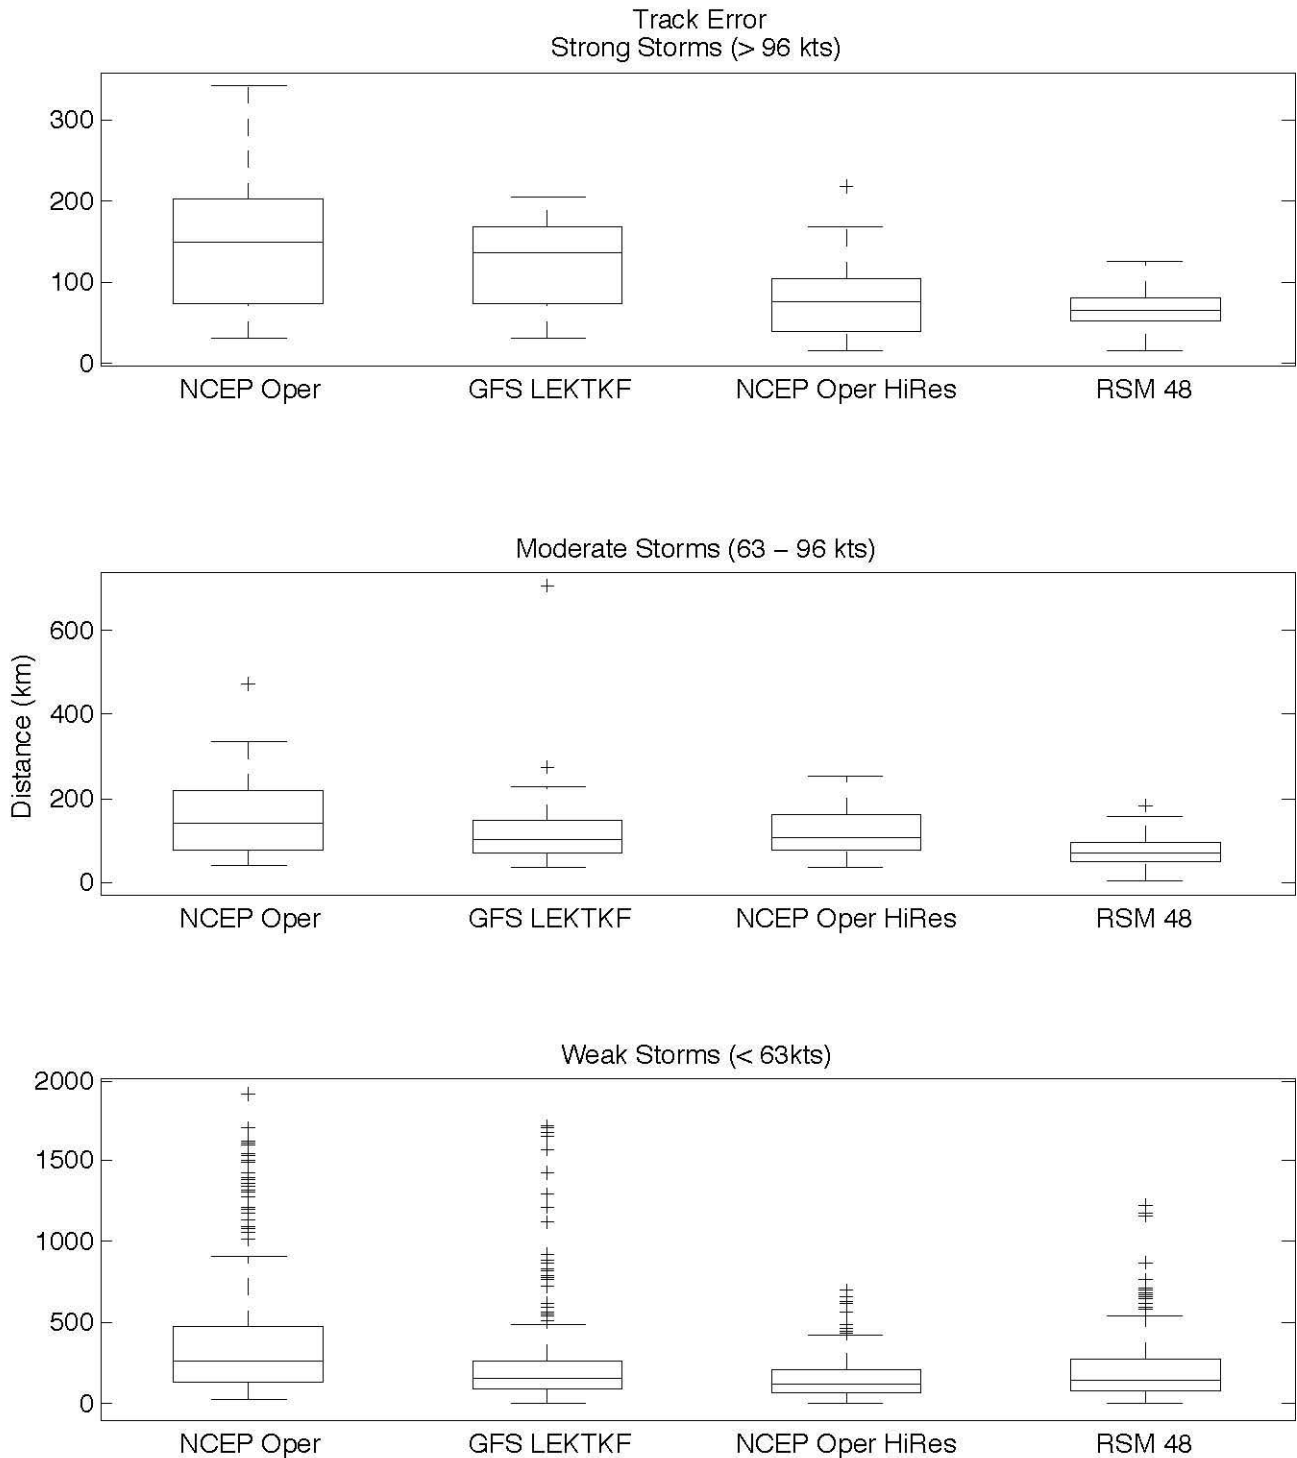 Track Error
Strong Storms (> 96 kts)
300
200
100
0
NCEP Oper GFS LEKTKF NCEP Oper HiRes RSM 48
Moderate Storms (63 – 96 kts)
Distance (km)
600
400
200
0
NCEP Oper GFS LEKTKF NCEP Oper HiRes RSM 48
Weak Storms (< 63kts)
2000
1500
1000
500
0
NCEP Oper GFS LEKTKF NCEP Oper HiRes RSM 48